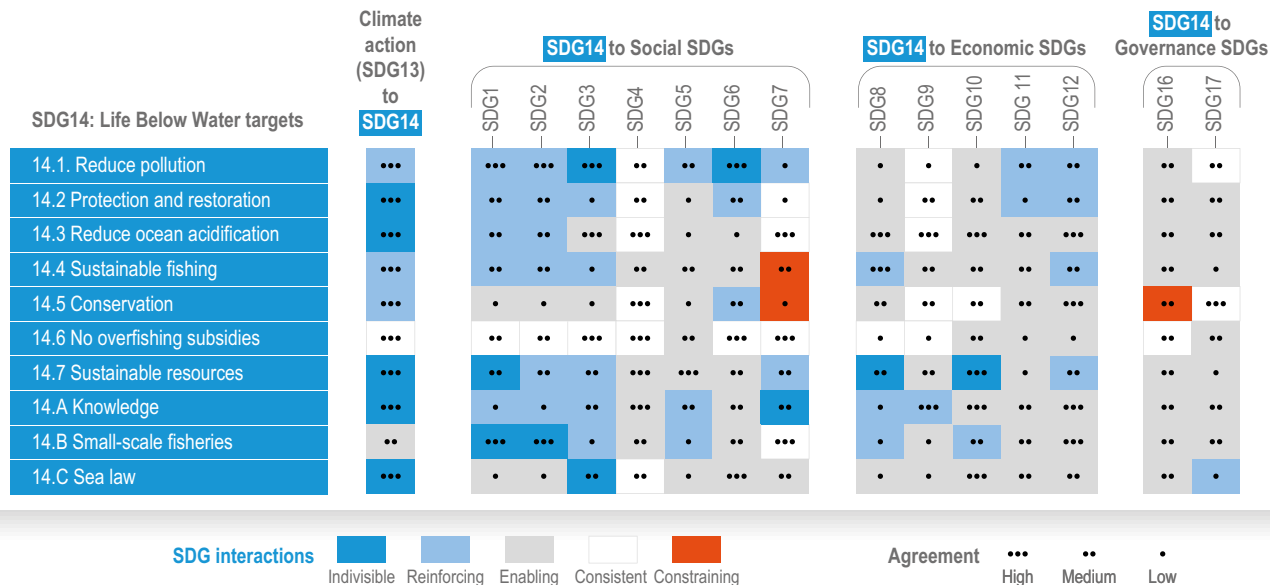 Climate
action
(SDG13)
to
SDG14
SDG14 to Social SDGs
SDG14 to Economic SDGs
SDG14 to
Governance SDGs
SDG14: Life Below Water targets
SDG1
SDG2
SDG3
SDG4
SDG5
SDG6
SDG7
SDG8
SDG9
SDG10
SDG 11
SDG12
SDG16
SDG17
14.1. Reduce pollution
14.2 Protection and restoration
14.3 Reduce ocean acidification
14.4 Sustainable fishing
14.5 Conservation
14.6 No overfishing subsidies
14.7 Sustainable resources
14.A Knowledge
14.B Small-scale fisheries
14.C Sea law
SDG interactions
Indivisible Reinforcing Enabling Consistent Constraining
Agreement
High Medium Low